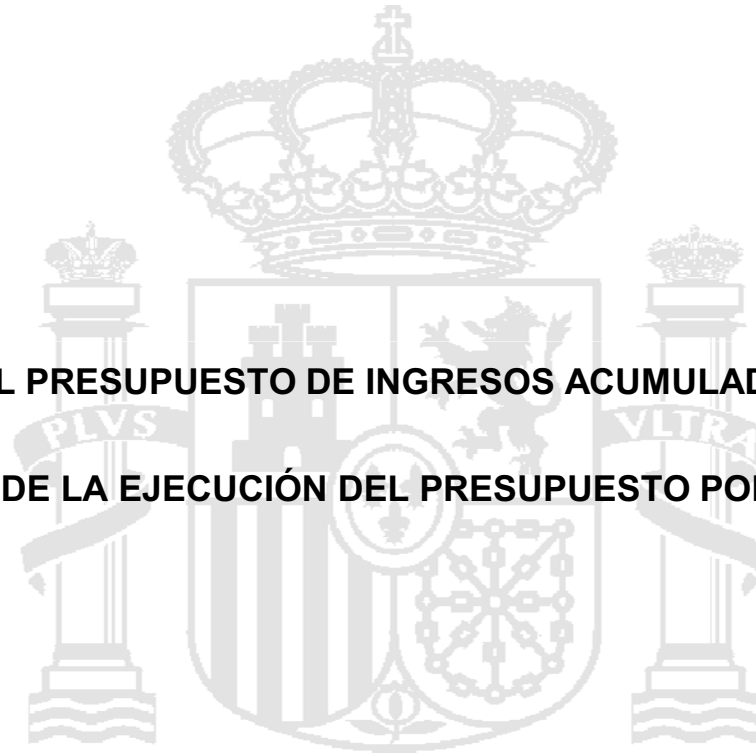 L PRESUPUESTO DE INGRESOS ACUMULAD
PLVS
VLTRA
DE LA EJECUCIÓN DEL PRESUPUESTO PO